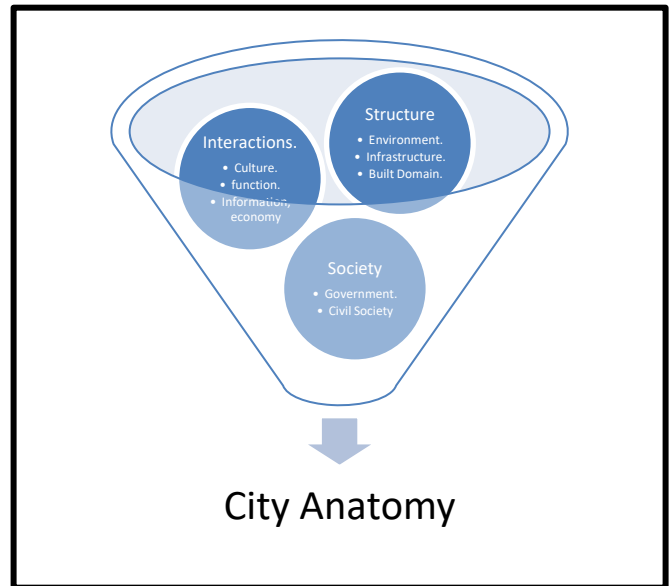 Structure
• Environment.
• Infrastructure.
• Built Domain.
Interactions.
• Culture.
• function.
• Information,
economy
Society
• Government.
• Civil Society
City Anatomy